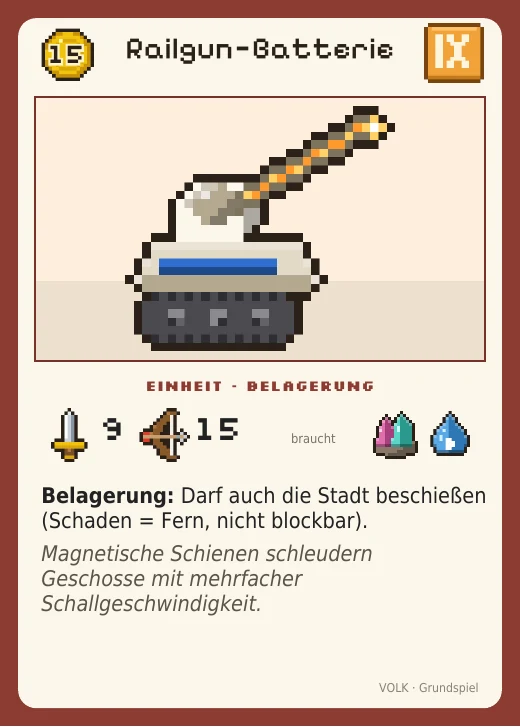 15
Railgun-Batterie
IX
EINHEIT · BELAGERUNG
9
15
braucht
Belagerung: Darf auch die Stadt beschießen
(Schaden = Fern, nicht blockbar).
Magnetische Schienen schleudern
Geschosse mit mehrfacher
Schallgeschwindigkeit.
VOLK · Grundspiel